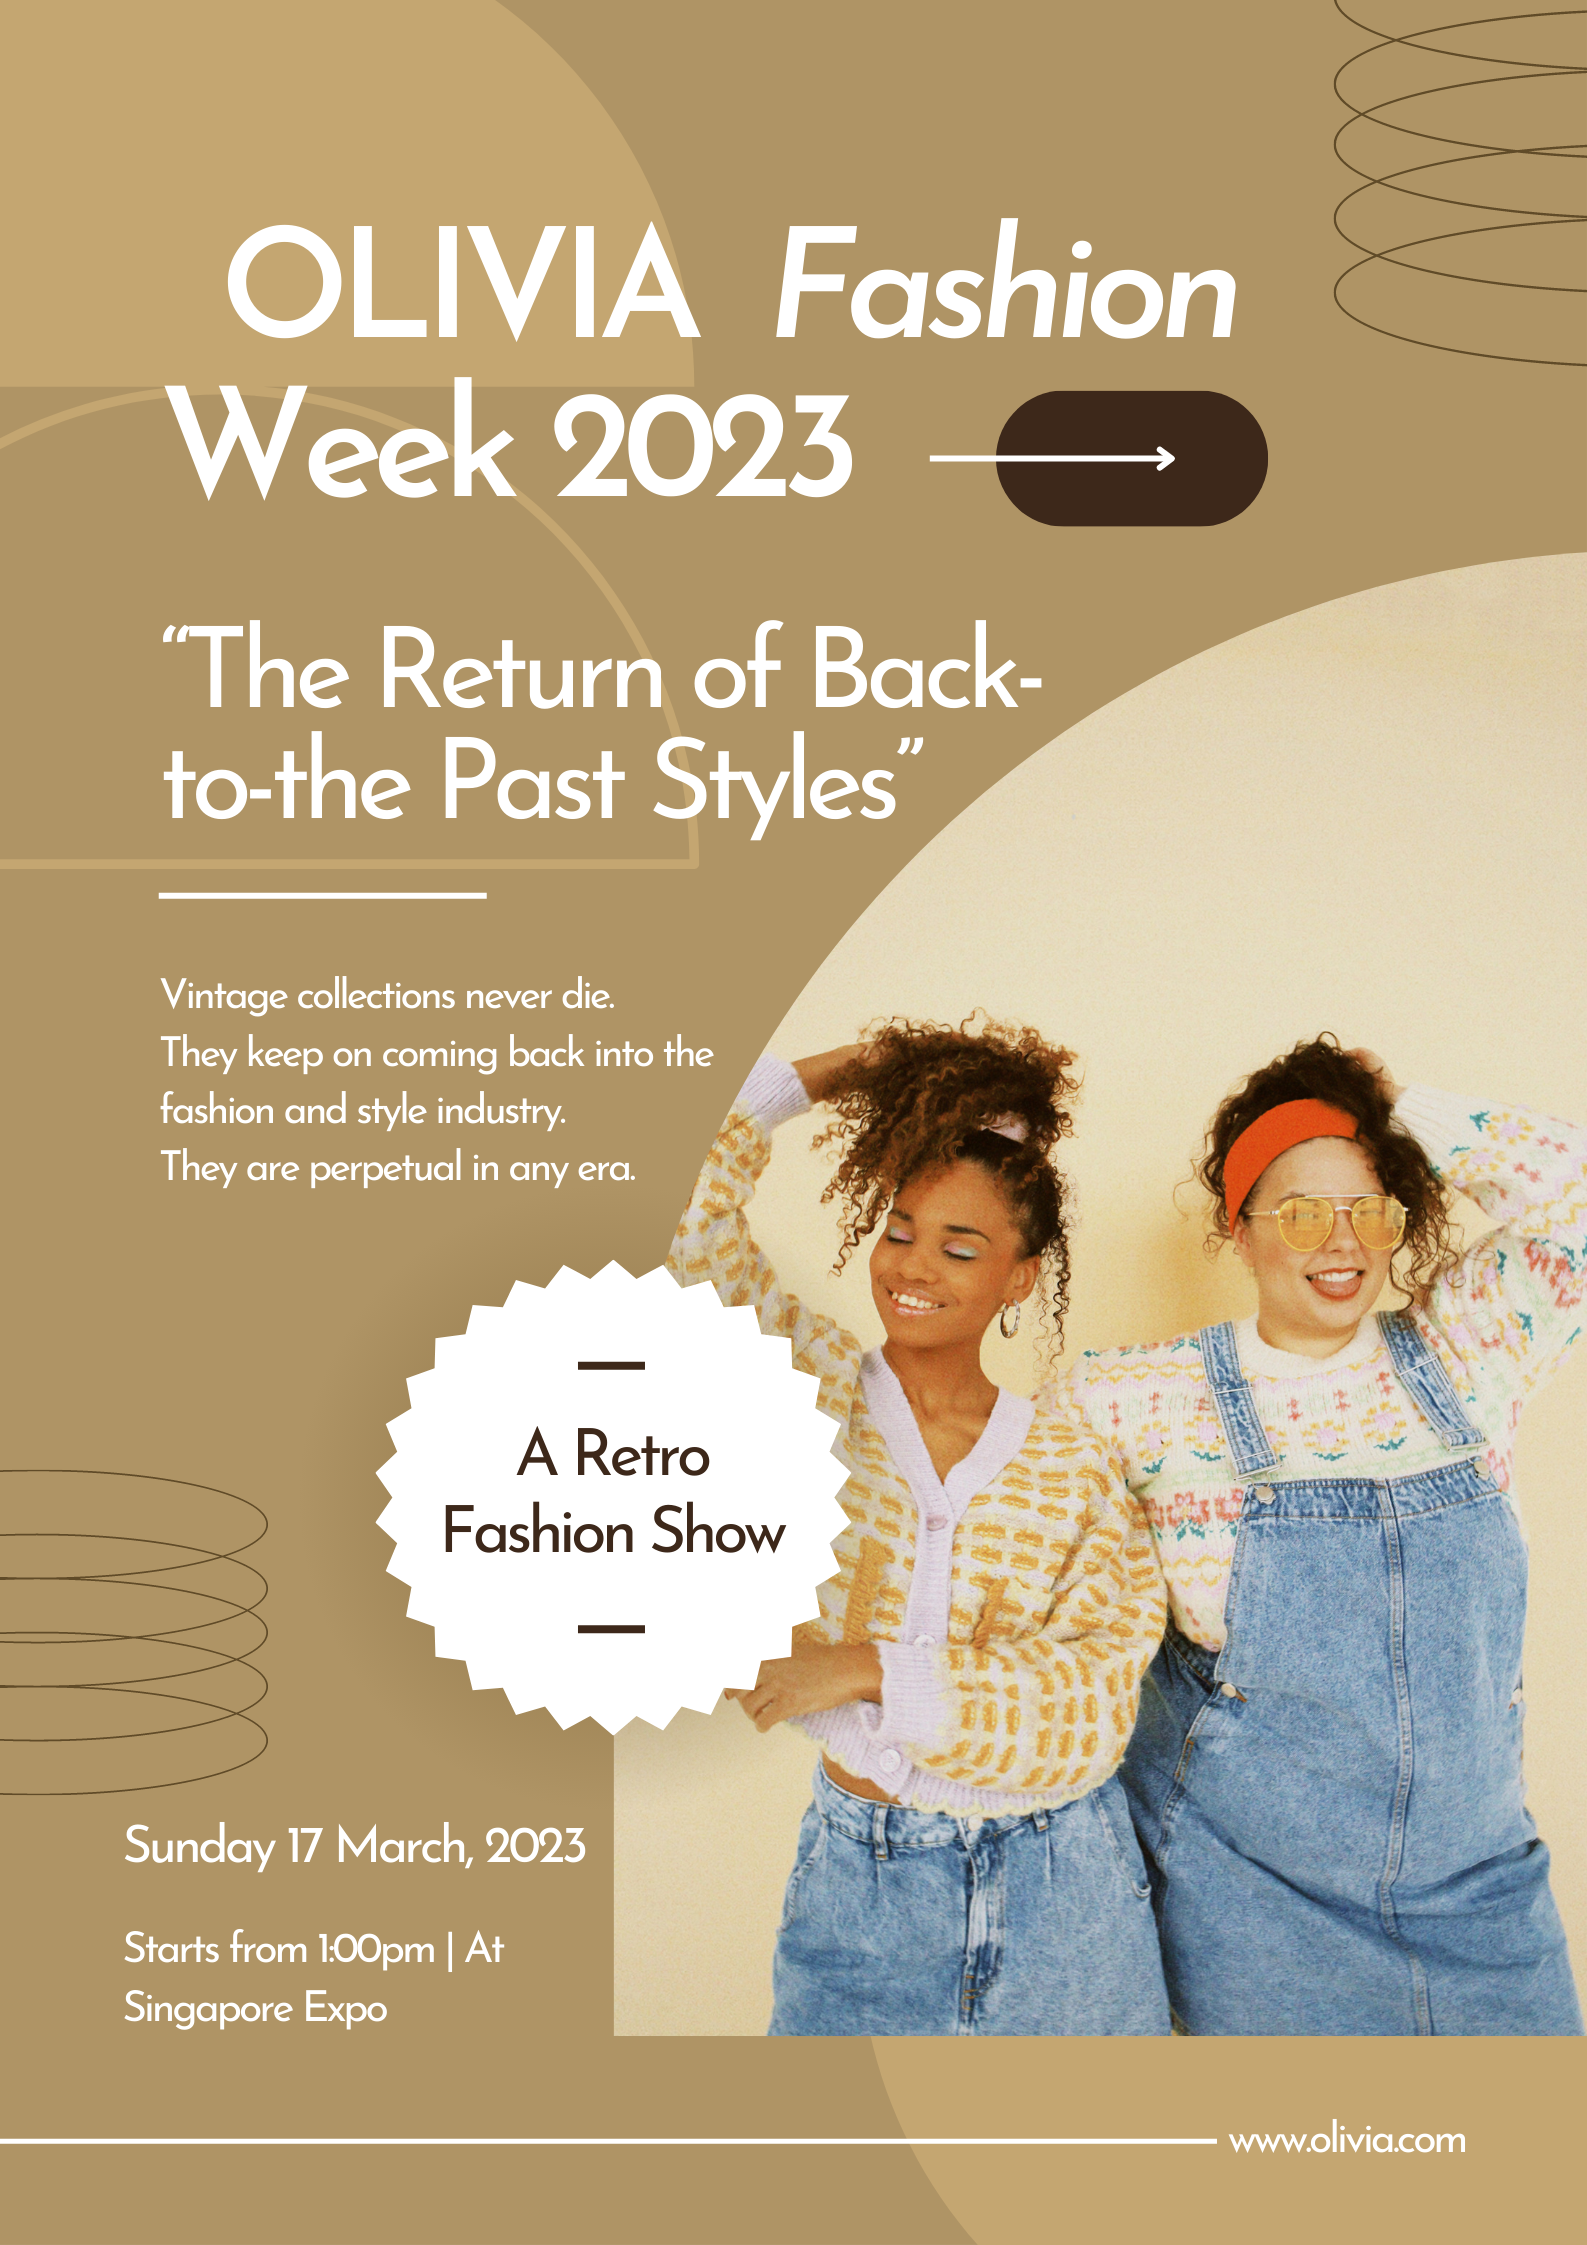 OLIVIA Fashion
Week 2023
“The Return of Back-
to-the Past Styles”
Vintage collections never die.
They keep on coming back into the
fashion and style industry.
They are perpetual in any era.
A Retro
Fashion Show
Sunday 17 March, 2023
Starts from 1:00pm | At
Singapore Expo
www.olivia.com